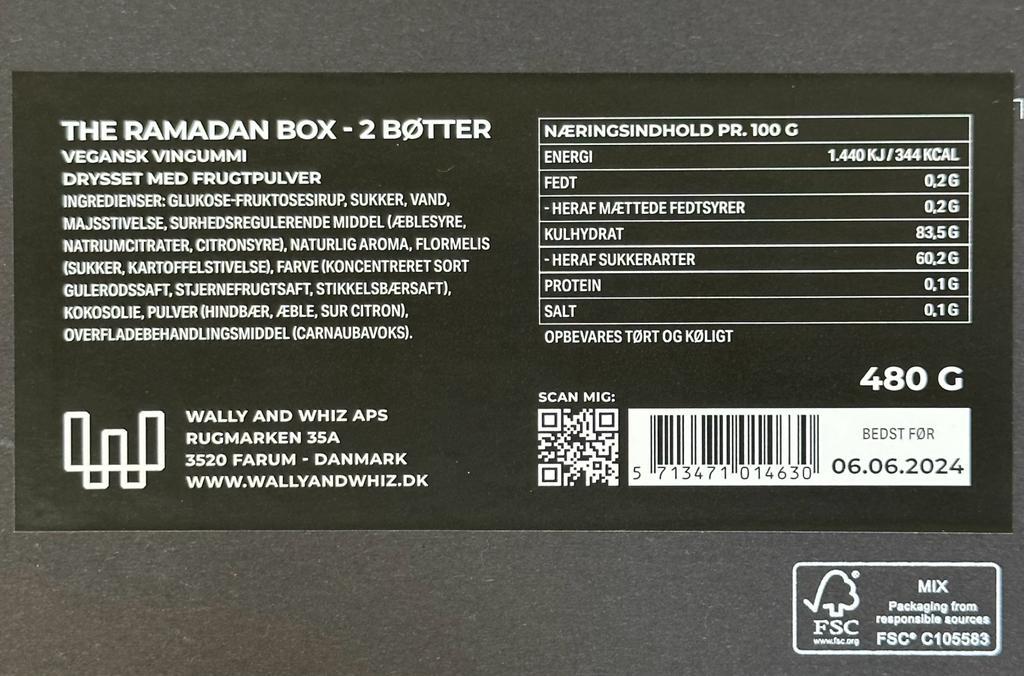 THE RAMADAN BOX - 2 BØTTER
VEGANSK VINGUMMI
DRYSSET MED FRUGTPULVER
INGREDIENSER: GLUKOSE-FRUKTOSESIRUP, SUKKER, VAND,
MAJSSTIVELSE, SURHEDSREGULERENDE MIDDEL (ÆBLESYRE,
NATRIUMCITRATER, CITRONSYRE), NATURLIG AROMA, FLORMELIS
(SUKKER, KARTOFFELSTIVELSE), FARVE (KONCENTRERET SORT
GULERODSSAFT, STJERNEFRUGTSAFT, STIKKELSBÆRSAFT),
KOKOSOLIE, PULVER (HINDBÆR, ÆBLE, SUR CITRON),
OVERFLADEBEHANDLINGSMIDDEL (CARNAUBAVOKS).
WALLY AND WHIZ APS
RUGMARKEN 35A
3520 FARUM - DANMARK
WWW.WALLYANDWHIZ.DK
NÆRINGSINDHOLD PR. 100 G
ENERGI 1.440 KJ / 344 KCAL
FEDT 0,2 G
- HERAF MÆTTEDE FEDTSYRER 0,2 G
KULHYDRAT 83,5 G
- HERAF SUKKERARTER 60,2 G
PROTEIN 0,1 G
SALT 0,1 G
OPBEVARES TØRT OG KØLIGT
480 G
SCAN MIG:
5 713471 014630
BEDST FØR
06.06.2024
T
FSC
www.fsc.org
MIX
Packaging from
responsible sources
FSC® C105583